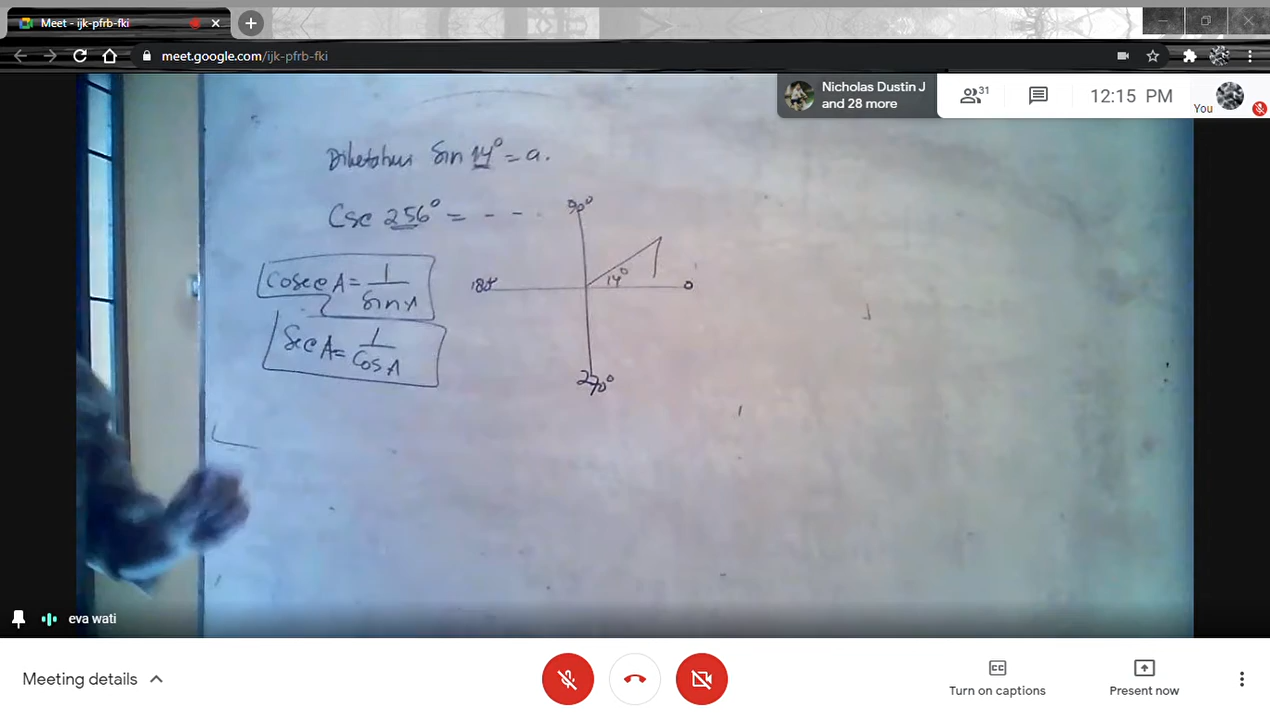 Meet - ijk-pfrb-fki
meet.google.com/ijk-pfrb-fki
Nicholas Dustin J
and 28 more
31
12:15 PM
You
Sin 14° = a.
Csc 256° = - - -
90°
Cosec A = 1/Sin A
14°
180°
0
Sec A = 1/Cos A
270°
eva wati
Meeting details
Turn on captions
Present now